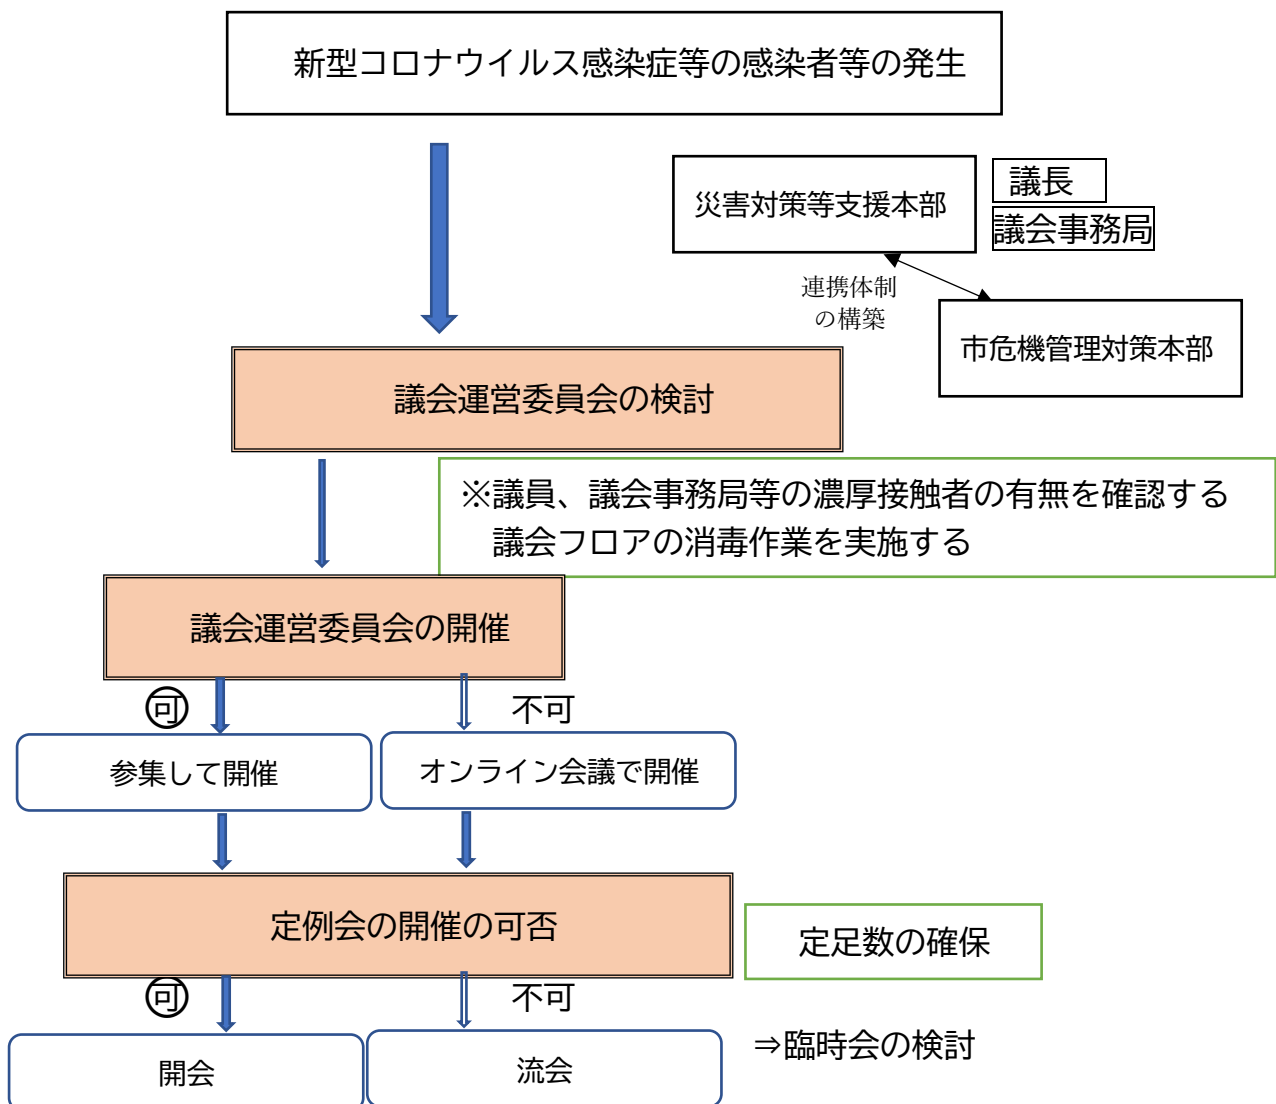 新型コロナウイルス感染症等の感染者等の発生
災害対策等支援本部
議長
議会事務局
連携体制
の構築
市危機管理対策本部
議会運営委員会の検討
※議員、議会事務局等の濃厚接触者の有無を確認する
議会フロアの消毒作業を実施する
議会運営委員会の開催
㊢可
不可
参集して開催
オンライン会議で開催
定例会の開催の可否
定足数の確保
可
不可
開会
流会
⇒臨時会の検討